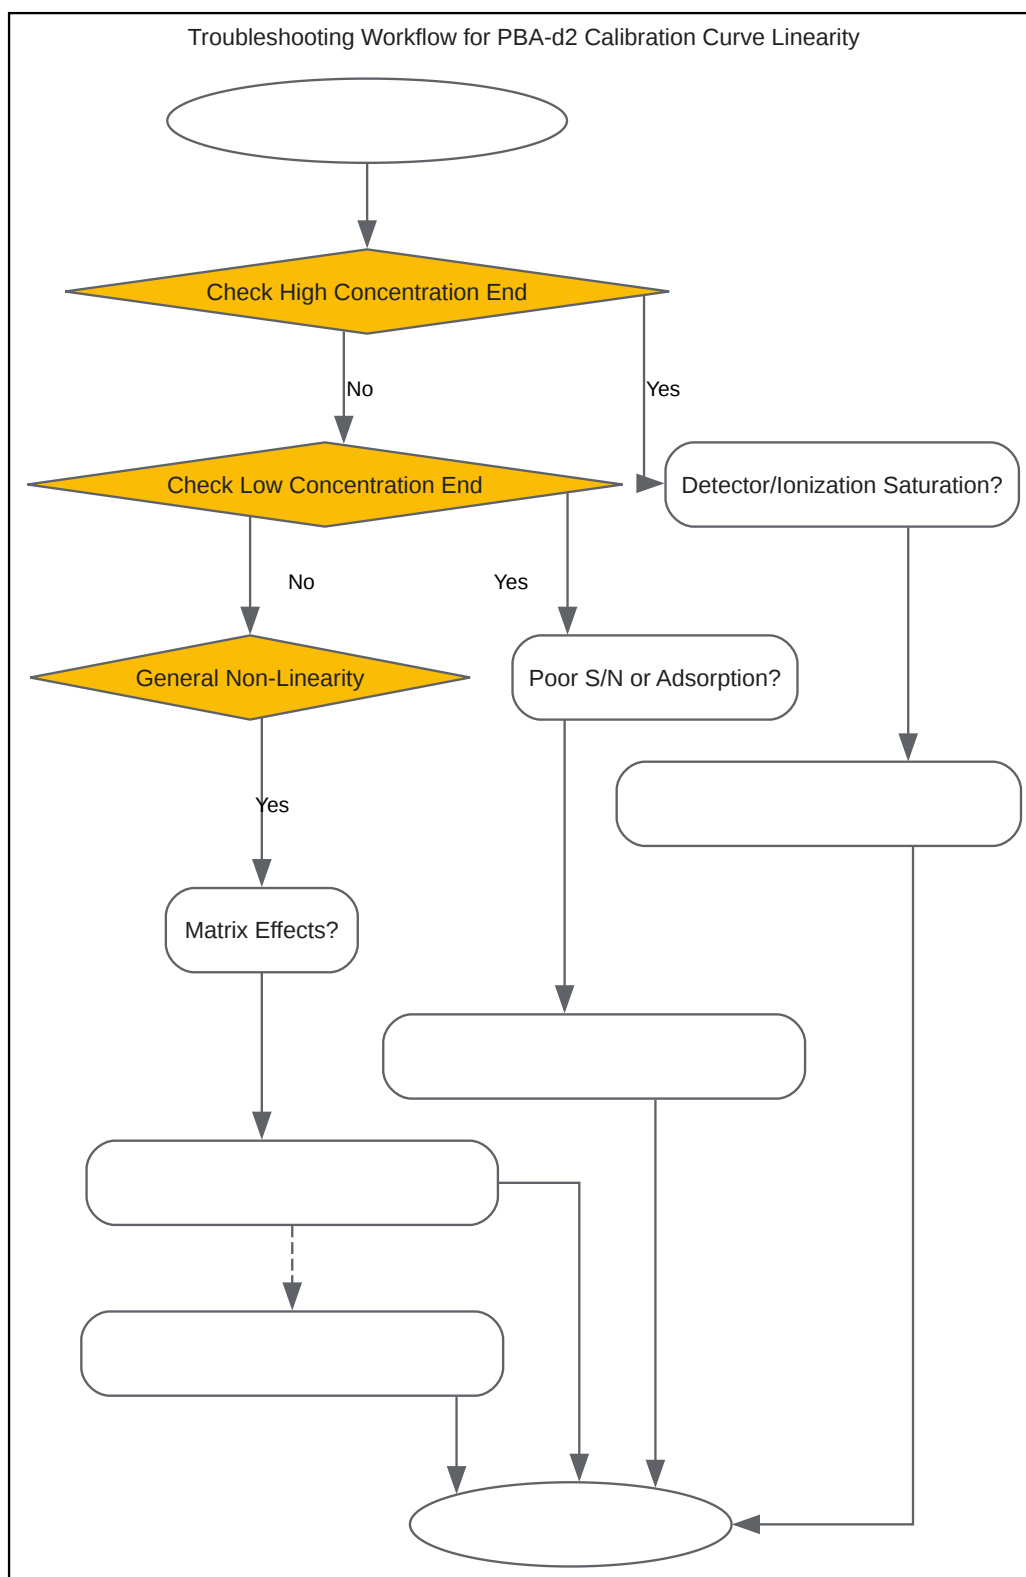 Troubleshooting Workflow for PBA-d2 Calibration Curve Linearity
Check High Concentration End
No
Yes
Check Low Concentration End
Detector/Ionization Saturation?
No
Yes
General Non-Linearity
Poor S/N or Adsorption?
Yes
Matrix Effects?